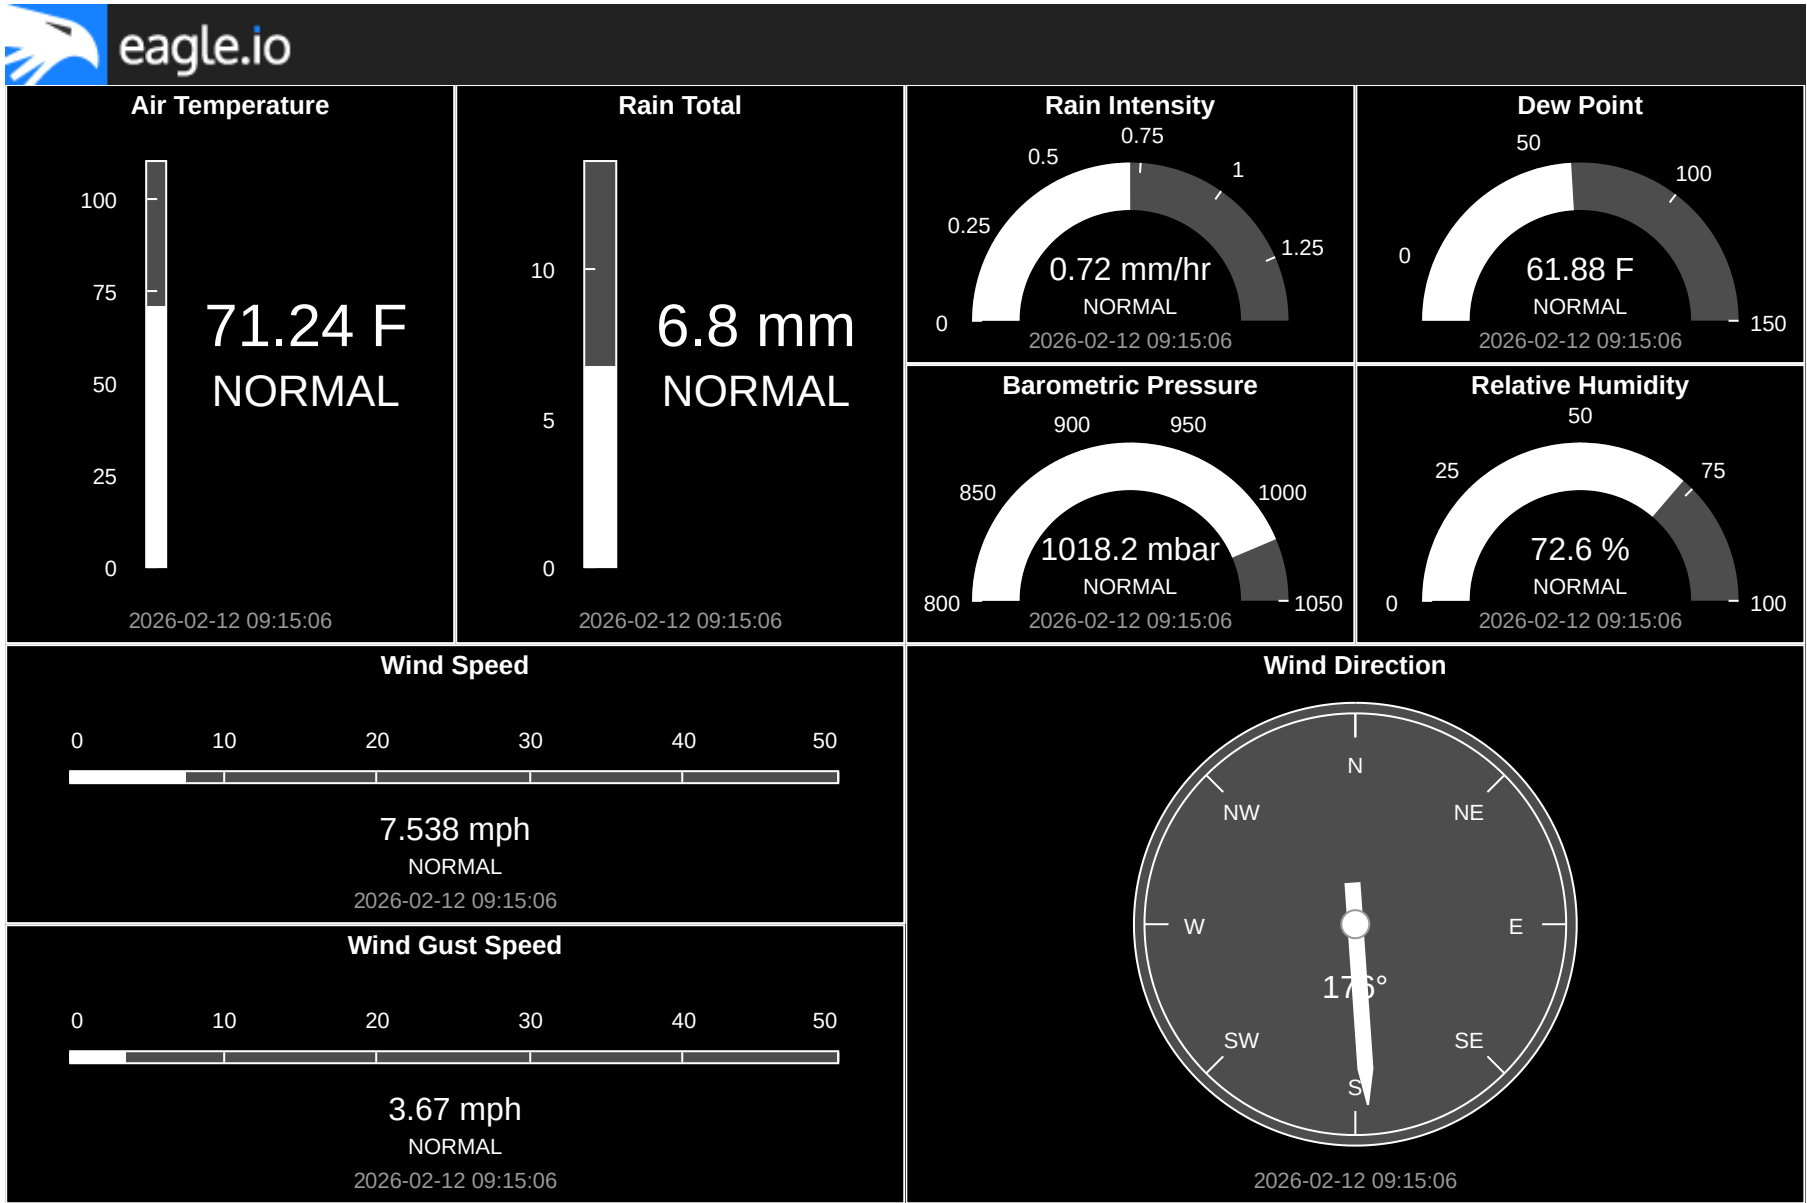 eagle.io
Air Temperature
100
75
50
25
0
71.24 F
NORMAL
2026-02-12 09:15:06
Rain Total
10
5
0
6.8 mm
NORMAL
2026-02-12 09:15:06
Rain Intensity
0
0.25
0.5
0.75
1
1.25
0.72 mm/hr
NORMAL
2026-02-12 09:15:06
Dew Point
0
50
100
150
61.88 F
NORMAL
2026-02-12 09:15:06
Barometric Pressure
800
850
900
950
1000
1050
1018.2 mbar
NORMAL
2026-02-12 09:15:06
Relative Humidity
0
25
50
75
100
72.6 %
NORMAL
2026-02-12 09:15:06
Wind Speed
0 10 20 30 40 50
7.538 mph
NORMAL
2026-02-12 09:15:06
Wind Gust Speed
0 10 20 30 40 50
3.67 mph
NORMAL
2026-02-12 09:15:06
Wind Direction
N
NW NE
W E
176°
SW SE
S
2026-02-12 09:15:06